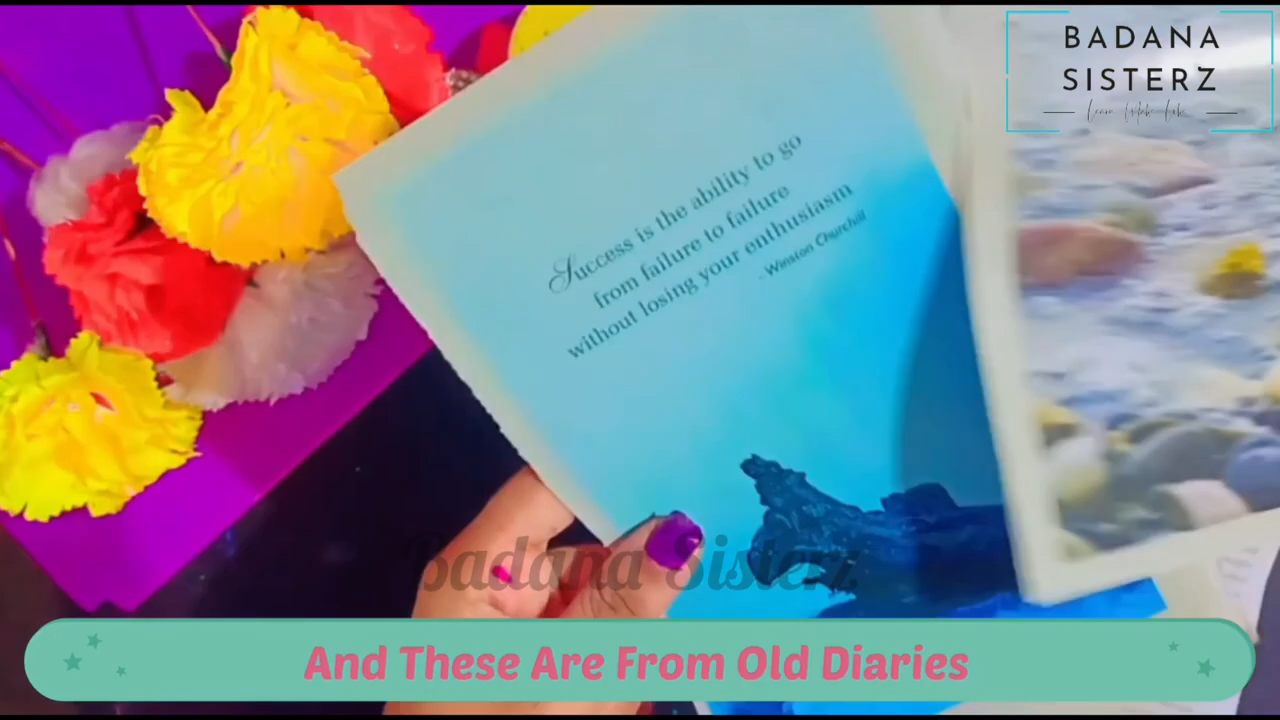 BADANA
SISTERZ
Success is the ability to go
from failure to failure
without losing your enthusiasm
- Winston Churchill
Badana Sisterz
And These Are From Old Diaries